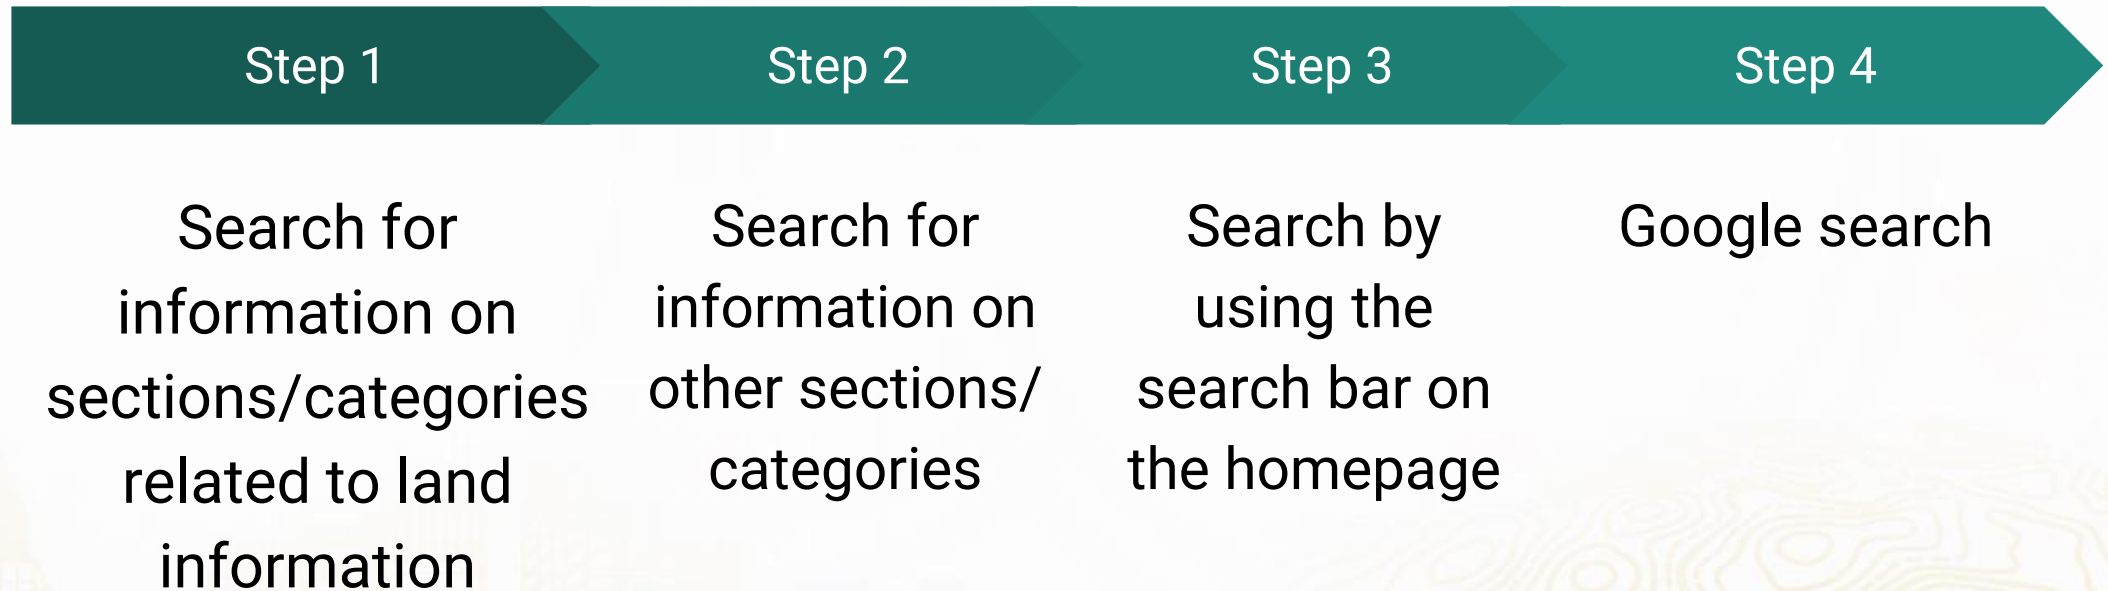 Step 1
Step 2
Step 3
Step 4
Search for
information on
sections/categories
related to land
information
Search for
information on
other sections/
categories
Search by
using the
search bar on
the homepage
Google search